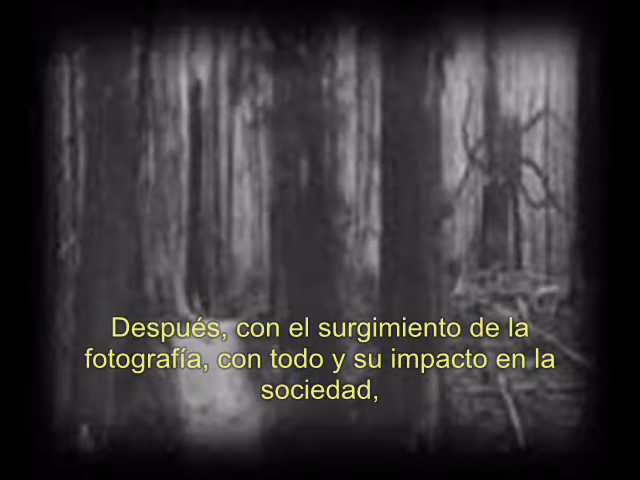 Después, con el surgimiento de la
fotografía, con todo y su impacto en la
sociedad,